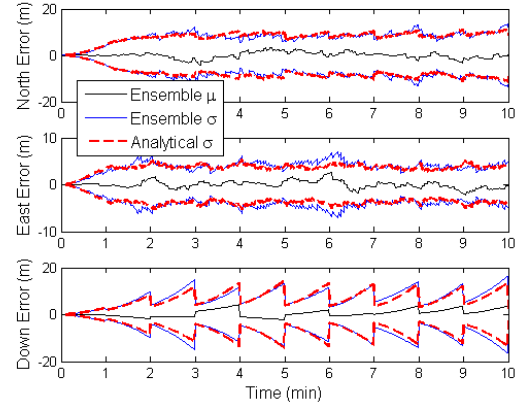 20
0
-20
North Error (m)
0 1 2 3 4 5 6 7 8 9 10
Ensemble μ
Ensemble σ
Analytical σ
10
0
-10
East Error (m)
0 1 2 3 4 5 6 7 8 9 10
20
0
-20
Down Error (m)
0 1 2 3 4 5 6 7 8 9 10
Time (min)